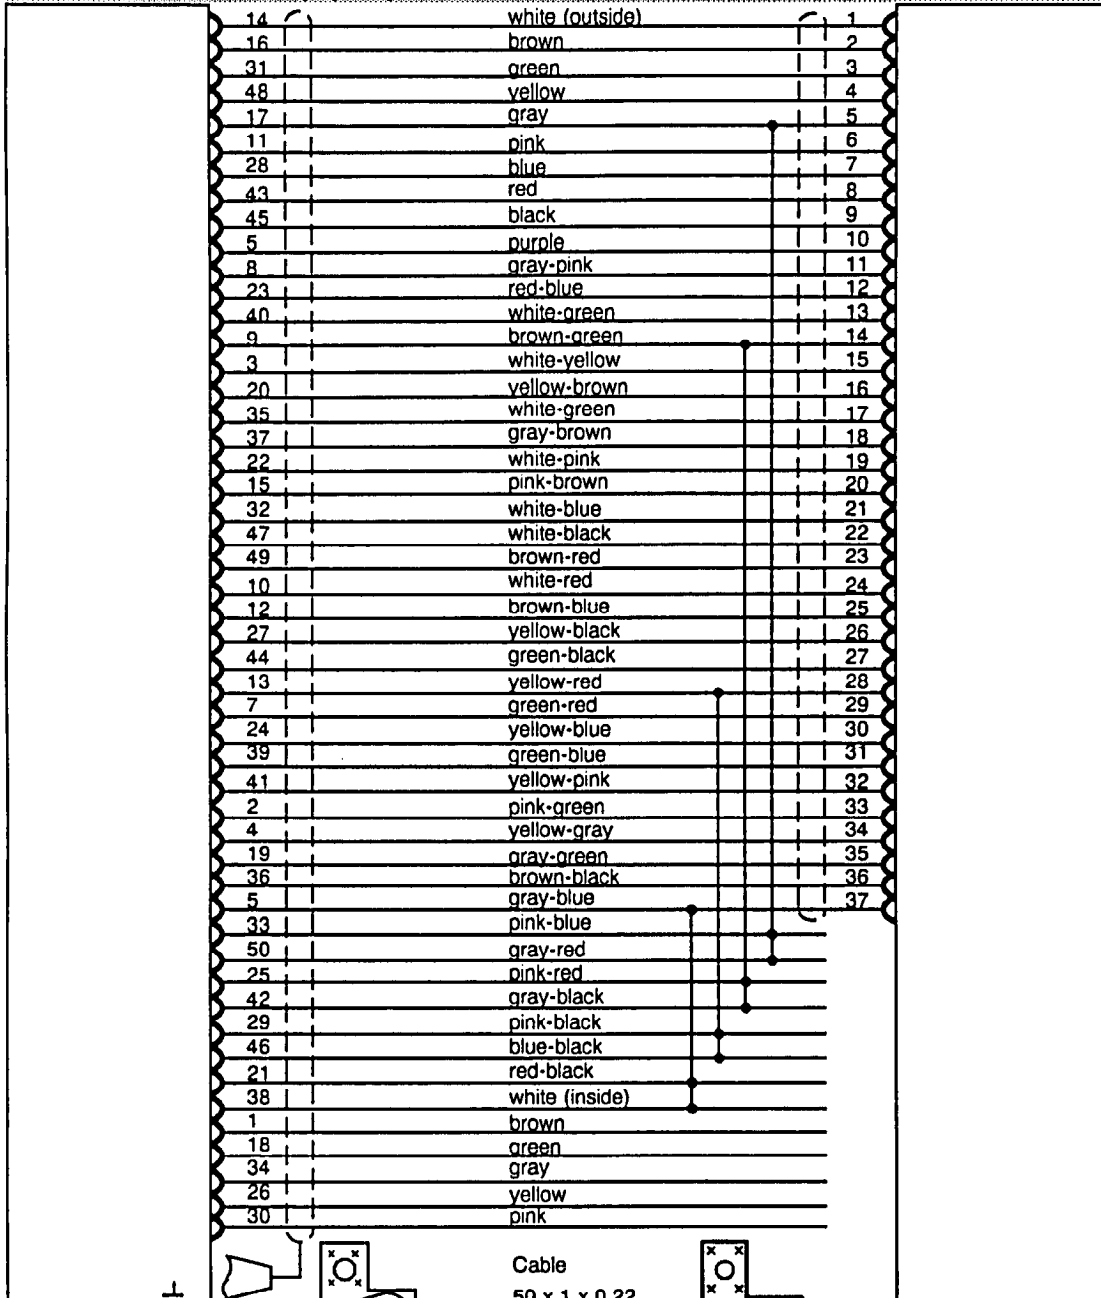 14 white (outside) 1
16 brown 2
31 green 3
48 yellow 4
17 gray 5
11 pink 6
28 blue 7
43 red 8
45 black 9
5 purple 10
8 gray-pink 11
23 red-blue 12
40 white-green 13
9 brown-green 14
3 white-yellow 15
20 yellow-brown 16
35 white-green 17
37 gray-brown 18
22 white-pink 19
15 pink-brown 20
32 white-blue 21
47 white-black 22
49 brown-red 23
10 white-red 24
12 brown-blue 25
27 yellow-black 26
44 green-black 27
13 yellow-red 28
7 green-red 29
24 yellow-blue 30
39 green-blue 31
41 yellow-pink 32
2 pink-green 33
4 yellow-gray 34
19 gray-green 35
36 brown-black 36
5 gray-blue 37
33 pink-blue
50 gray-red
25 pink-red
42 gray-black
29 pink-black
46 blue-black
21 red-black
38 white (inside)
1 brown
18 green
34 gray
26 yellow
30 pink
Cable
50 x 1 x 0.22